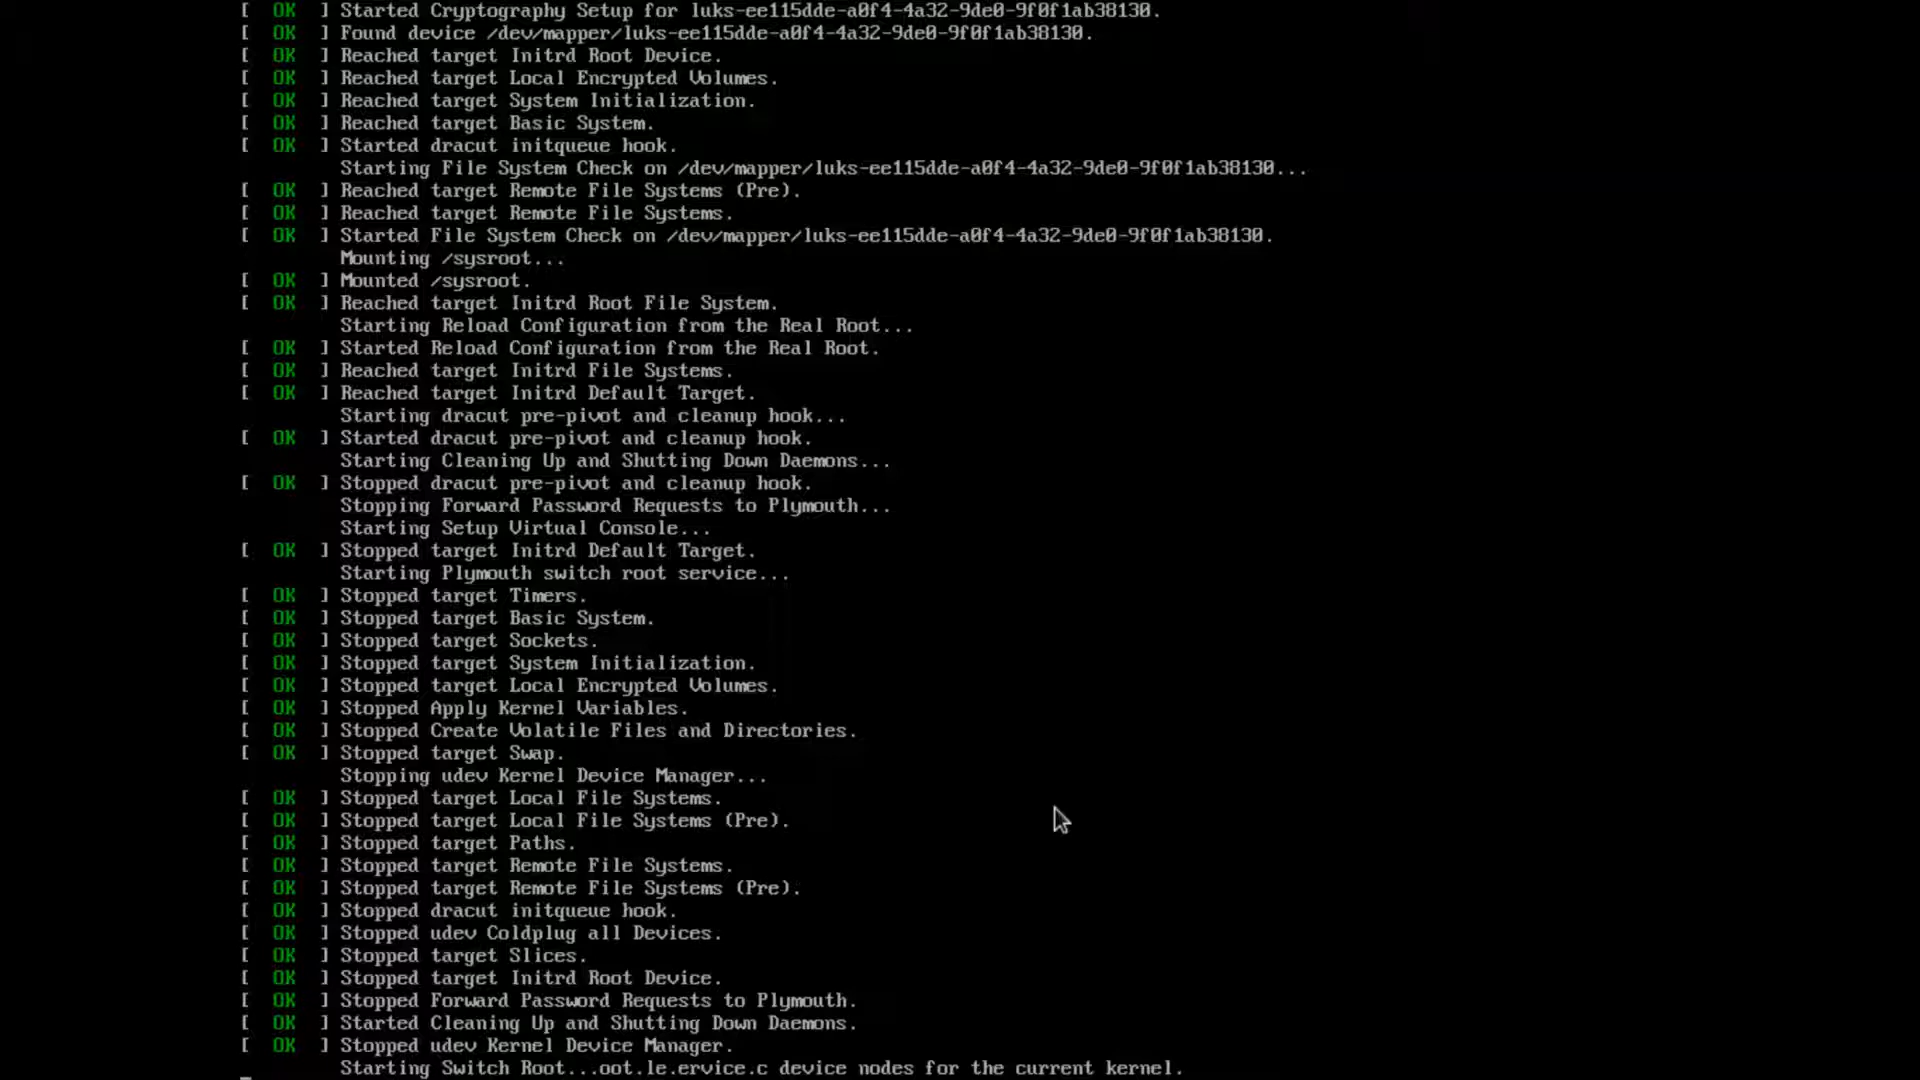 [  OK  ] Started Cryptography Setup for luks-ee115dde-a0f4-4a32-9de0-9f0f1ab38130.
[  OK  ] Found device /dev/mapper/luks-ee115dde-a0f4-4a32-9de0-9f0f1ab38130.
[  OK  ] Reached target Initrd Root Device.
[  OK  ] Reached target Local Encrypted Volumes.
[  OK  ] Reached target System Initialization.
[  OK  ] Reached target Basic System.
[  OK  ] Started dracut initqueue hook.
Starting File System Check on /dev/mapper/luks-ee115dde-a0f4-4a32-9de0-9f0f1ab38130...
[  OK  ] Reached target Remote File Systems (Pre).
[  OK  ] Reached target Remote File Systems.
[  OK  ] Started File System Check on /dev/mapper/luks-ee115dde-a0f4-4a32-9de0-9f0f1ab38130.
Mounting /sysroot...
[  OK  ] Mounted /sysroot.
[  OK  ] Reached target Initrd Root File System.
Starting Reload Configuration from the Real Root...
[  OK  ] Started Reload Configuration from the Real Root.
[  OK  ] Reached target Initrd File Systems.
[  OK  ] Reached target Initrd Default Target.
Starting dracut pre-pivot and cleanup hook...
[  OK  ] Started dracut pre-pivot and cleanup hook.
Starting Cleaning Up and Shutting Down Daemons...
[  OK  ] Stopped dracut pre-pivot and cleanup hook.
Stopping Forward Password Requests to Plymouth...
Starting Setup Virtual Console...
[  OK  ] Stopped target Initrd Default Target.
Starting Plymouth switch root service...
[  OK  ] Stopped target Timers.
[  OK  ] Stopped target Basic System.
[  OK  ] Stopped target Sockets.
[  OK  ] Stopped target System Initialization.
[  OK  ] Stopped target Local Encrypted Volumes.
[  OK  ] Stopped Apply Kernel Variables.
[  OK  ] Stopped Create Volatile Files and Directories.
[  OK  ] Stopped target Swap.
Stopping udev Kernel Device Manager...
[  OK  ] Stopped target Local File Systems.
[  OK  ] Stopped target Local File Systems (Pre).
[  OK  ] Stopped target Paths.
[  OK  ] Stopped target Remote File Systems.
[  OK  ] Stopped target Remote File Systems (Pre).
[  OK  ] Stopped dracut initqueue hook.
[  OK  ] Stopped udev Coldplug all Devices.
[  OK  ] Stopped target Slices.
[  OK  ] Stopped target Initrd Root Device.
[  OK  ] Stopped Forward Password Requests to Plymouth.
[  OK  ] Started Cleaning Up and Shutting Down Daemons.
[  OK  ] Stopped udev Kernel Device Manager.
Starting Switch Root...oot.le.ervice.c device nodes for the current kernel.